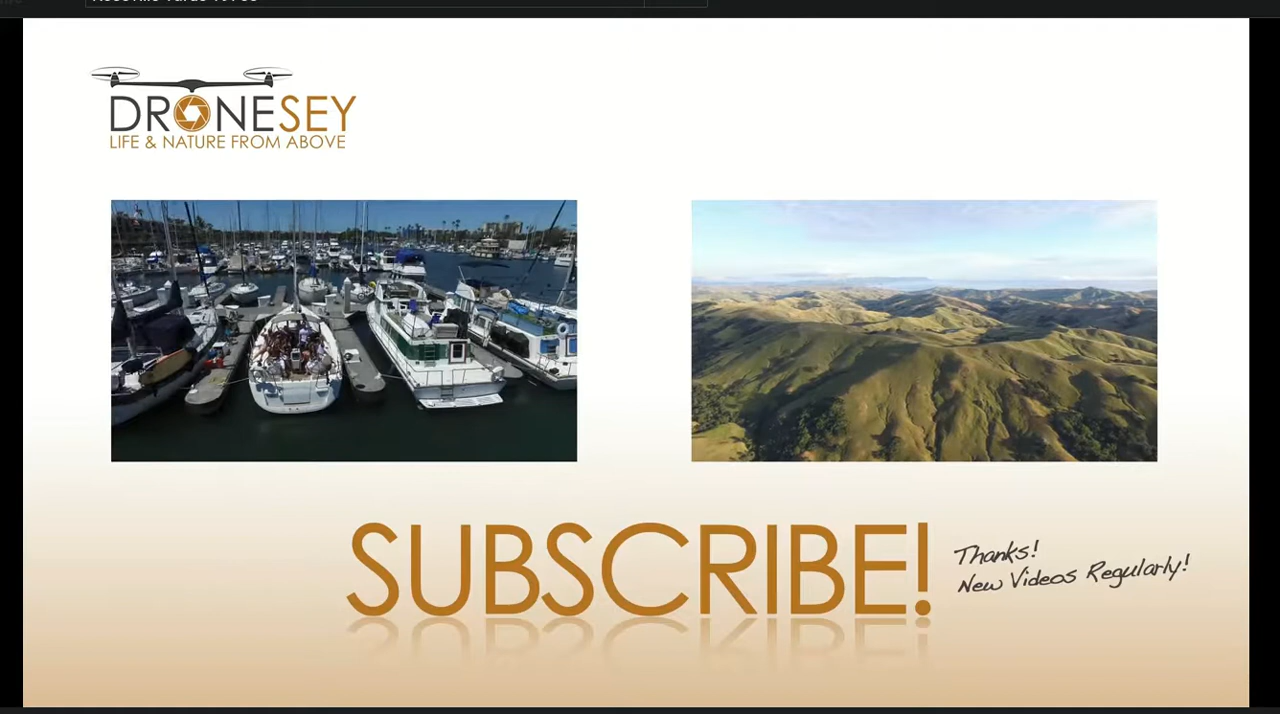 DRONESEY
LIFE & NATURE FROM ABOVE
SUBSCRIBE!
Thanks!
New Videos Regularly!